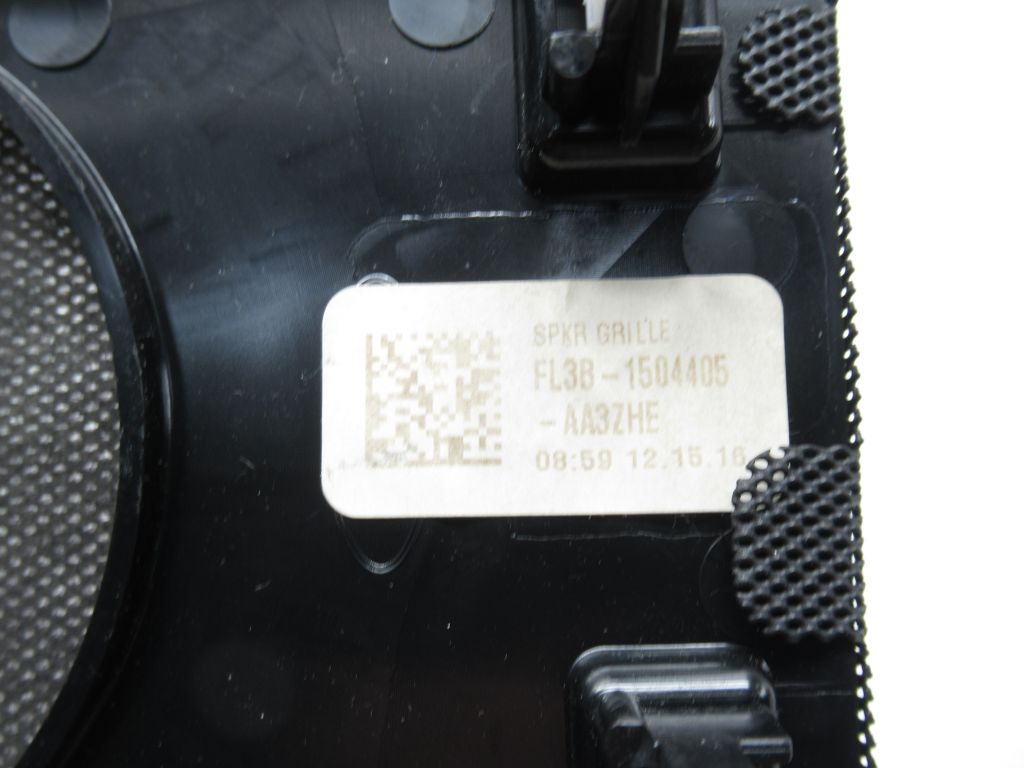 SPKR GRILLE
FL3B-1504405
-AA3ZHE
08:59 12.15.16